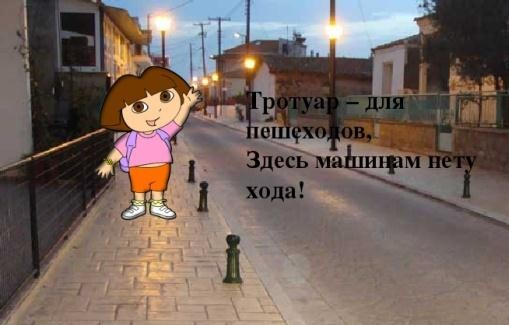 Тротуар – для
пешеходов,
Здесь машинам нету
хода!